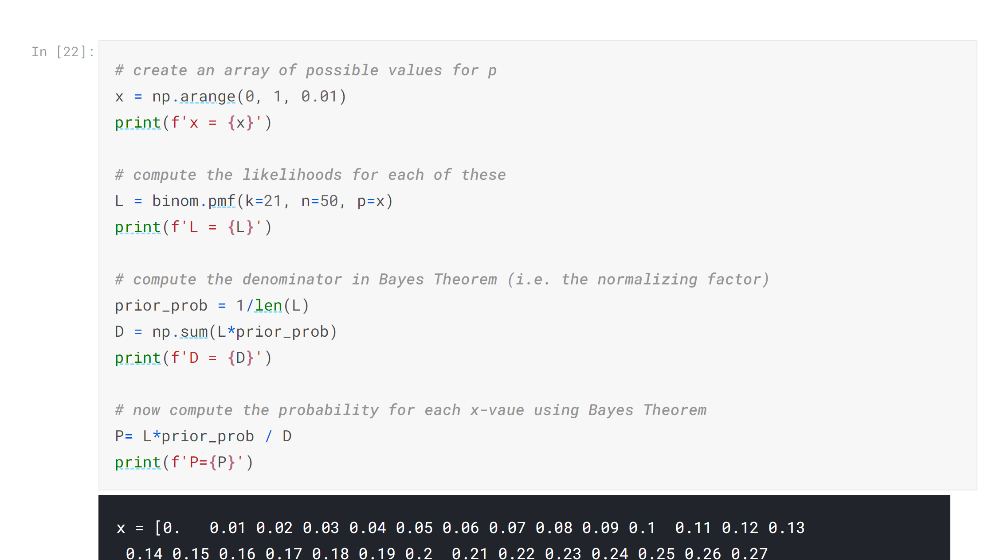 In [22]:
# create an array of possible values for p
x = np.arange(0, 1, 0.01)
print(f'x = {x}')
# compute the likelihoods for each of these
L = binom.pmf(k=21, n=50, p=x)
print(f'L = {L}')
# compute the denominator in Bayes Theorem (i.e. the normalizing factor)
prior_prob = 1/len(L)
D = np.sum(L*prior_prob)
print(f'D = {D}')
# now compute the probability for each x-vaue using Bayes Theorem
P= L*prior_prob / D
print(f'P={P}')
x = [0.   0.01 0.02 0.03 0.04 0.05 0.06 0.07 0.08 0.09 0.1  0.11 0.12 0.13
 0.14 0.15 0.16 0.17 0.18 0.19 0.2  0.21 0.22 0.23 0.24 0.25 0.26 0.27